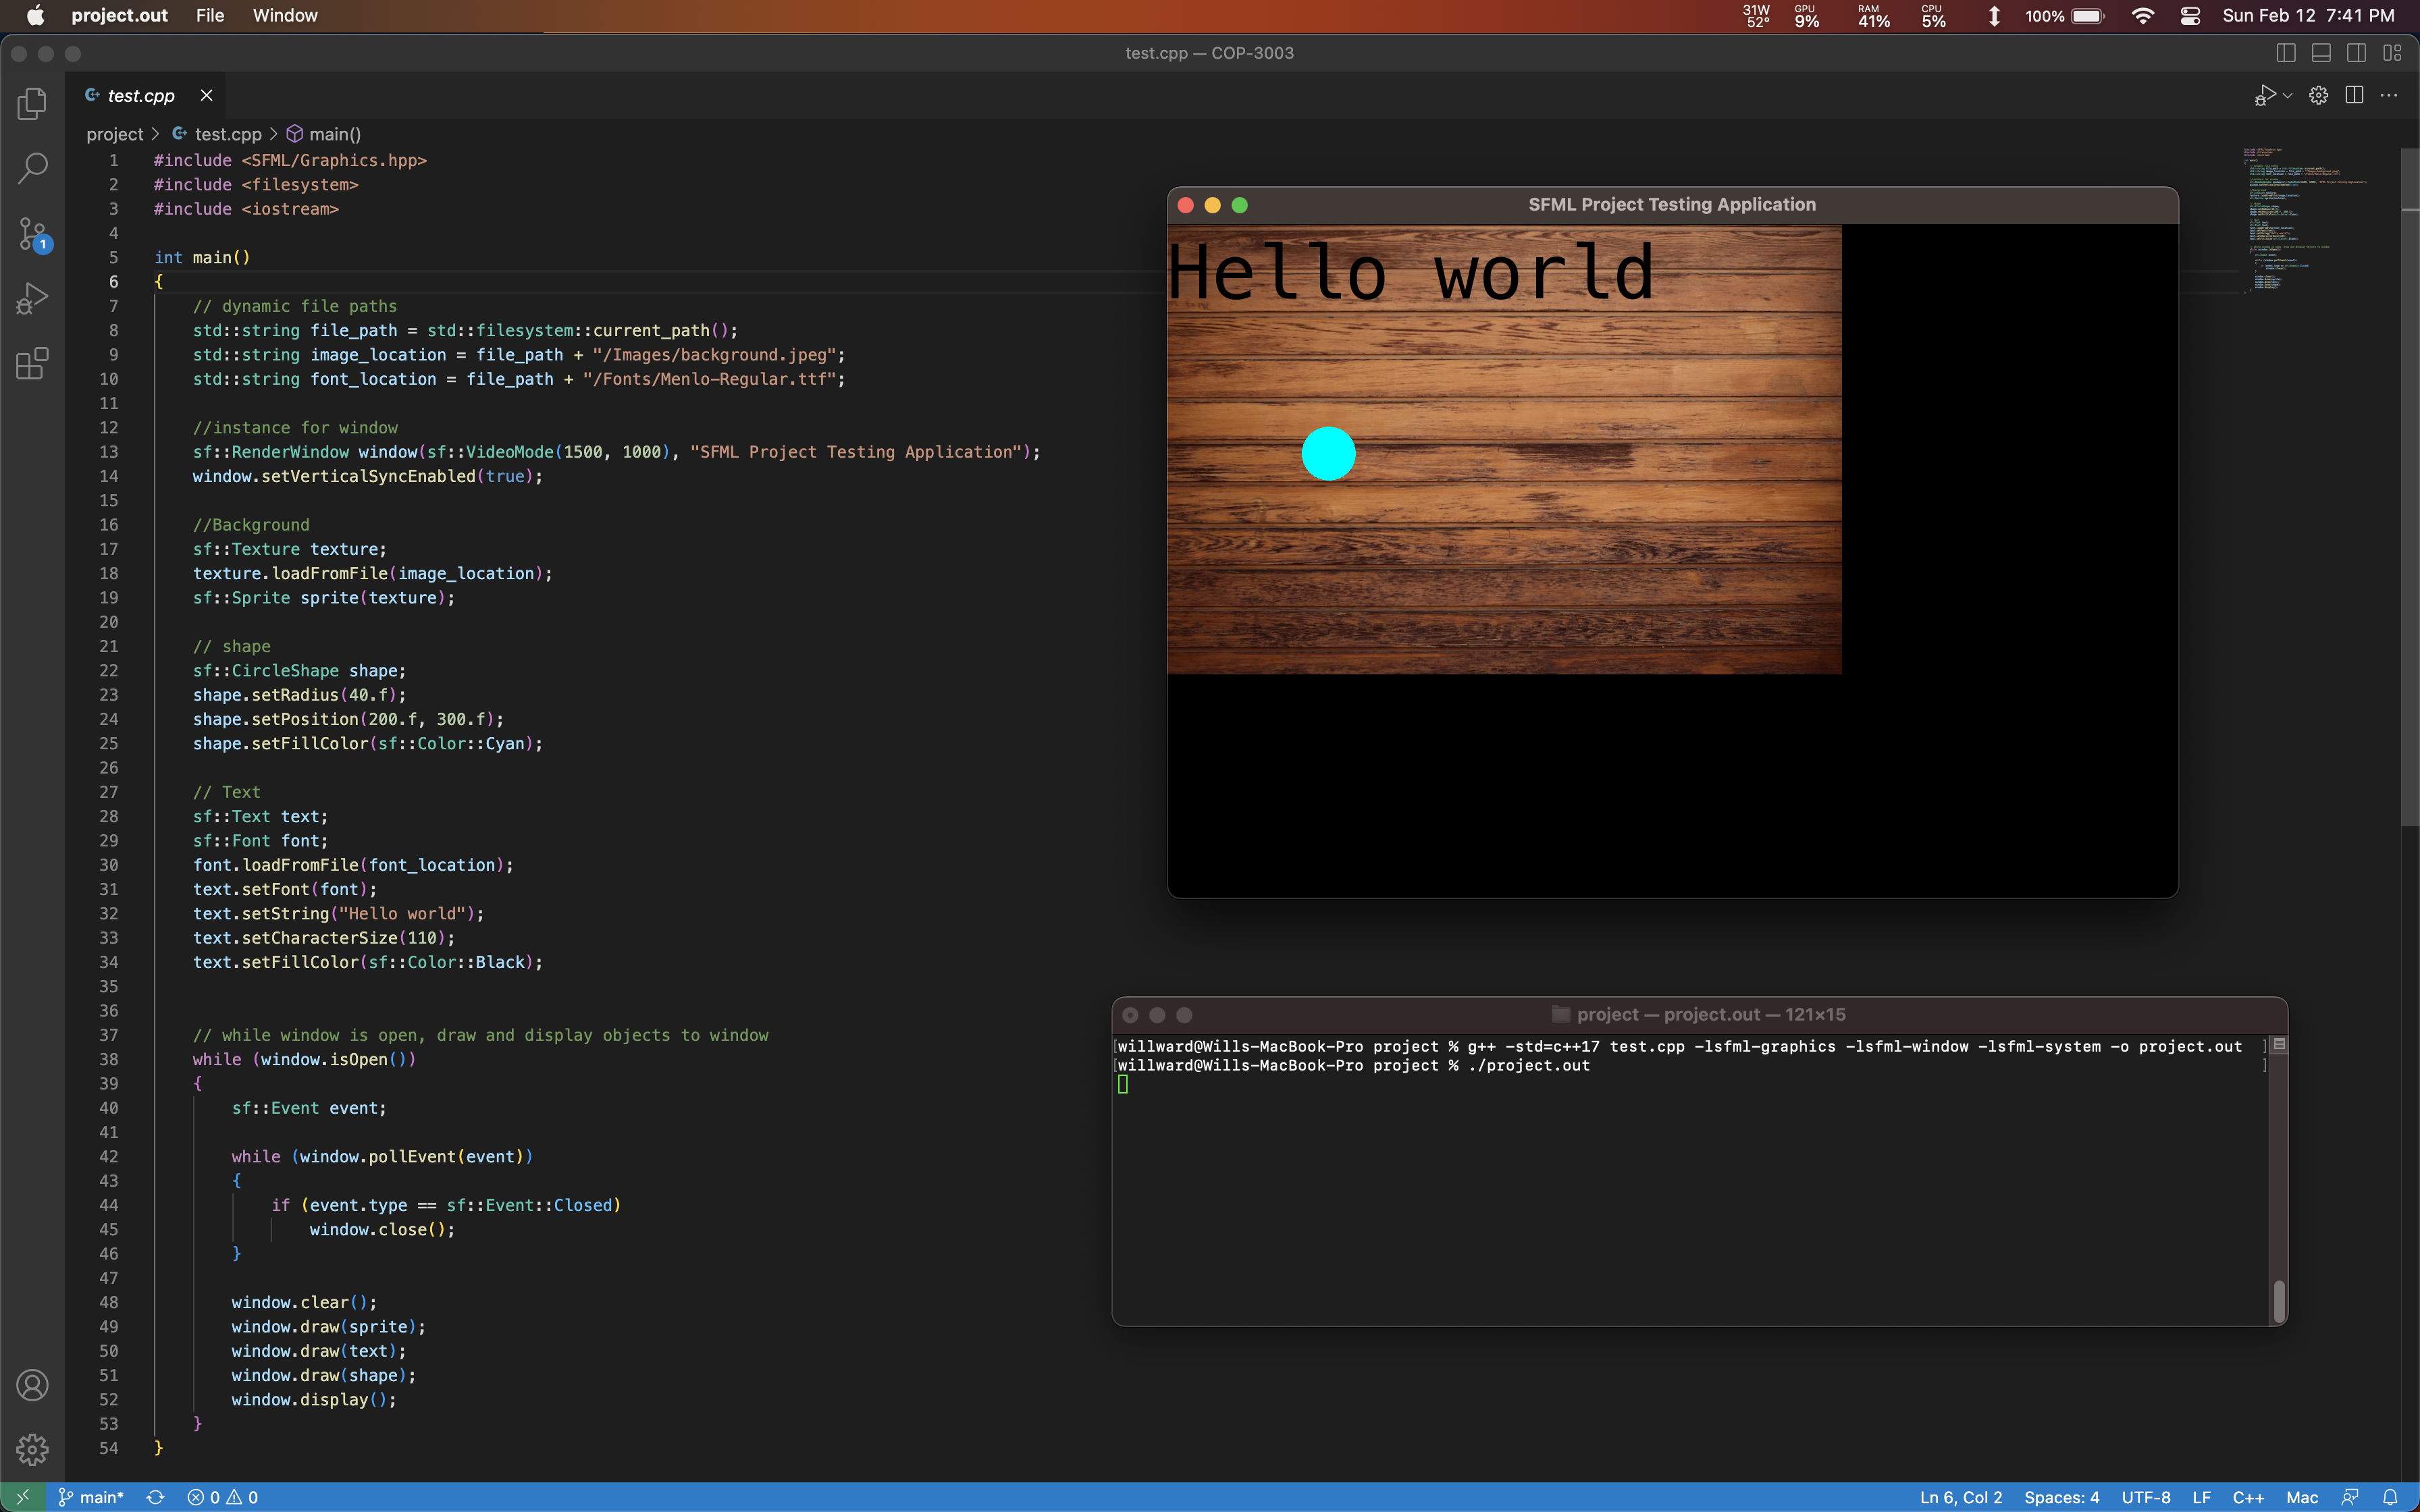 project.out File Window 31W 52° GPU 9% RAM 41% CPU 5% 100% Sun Feb 12 7:41 PM
test.cpp — COP-3003
test.cpp
project > test.cpp > main()
1 #include <SFML/Graphics.hpp>
2 #include <filesystem>
3 #include <iostream>
4
5 int main()
6 {
7 // dynamic file paths
8 std::string file_path = std::filesystem::current_path();
9 std::string image_location = file_path + "/Images/background.jpeg";
10 std::string font_location = file_path + "/Fonts/Menlo-Regular.ttf";
11
12 //instance for window
13 sf::RenderWindow window(sf::VideoMode(1500, 1000), "SFML Project Testing Application");
14 window.setVerticalSyncEnabled(true);
15
16 //Background
17 sf::Texture texture;
18 texture.loadFromFile(image_location);
19 sf::Sprite sprite(texture);
20
21 // shape
22 sf::CircleShape shape;
23 shape.setRadius(40.f);
24 shape.setPosition(200.f, 300.f);
25 shape.setFillColor(sf::Color::Cyan);
26
27 // Text
28 sf::Text text;
29 sf::Font font;
30 font.loadFromFile(font_location);
31 text.setFont(font);
32 text.setString("Hello world");
33 text.setCharacterSize(110);
34 text.setFillColor(sf::Color::Black);
35
36
37 // while window is open, draw and display objects to window
38 while (window.isOpen())
39 {
40 sf::Event event;
41
42 while (window.pollEvent(event))
43 {
44 if (event.type == sf::Event::Closed)
45 window.close();
46 }
47
48 window.clear();
49 window.draw(sprite);
50 window.draw(text);
51 window.draw(shape);
52 window.display();
53 }
54 }
1
SFML Project Testing Application
Hello world
project — project.out — 121×15
[willward@Wills-MacBook-Pro project % g++ -std=c++17 test.cpp -lsfml-graphics -lsfml-window -lsfml-system -o project.out ]
[willward@Wills-MacBook-Pro project % ./project.out ]
main* 0 0 Ln 6, Col 2 Spaces: 4 UTF-8 LF C++ Mac